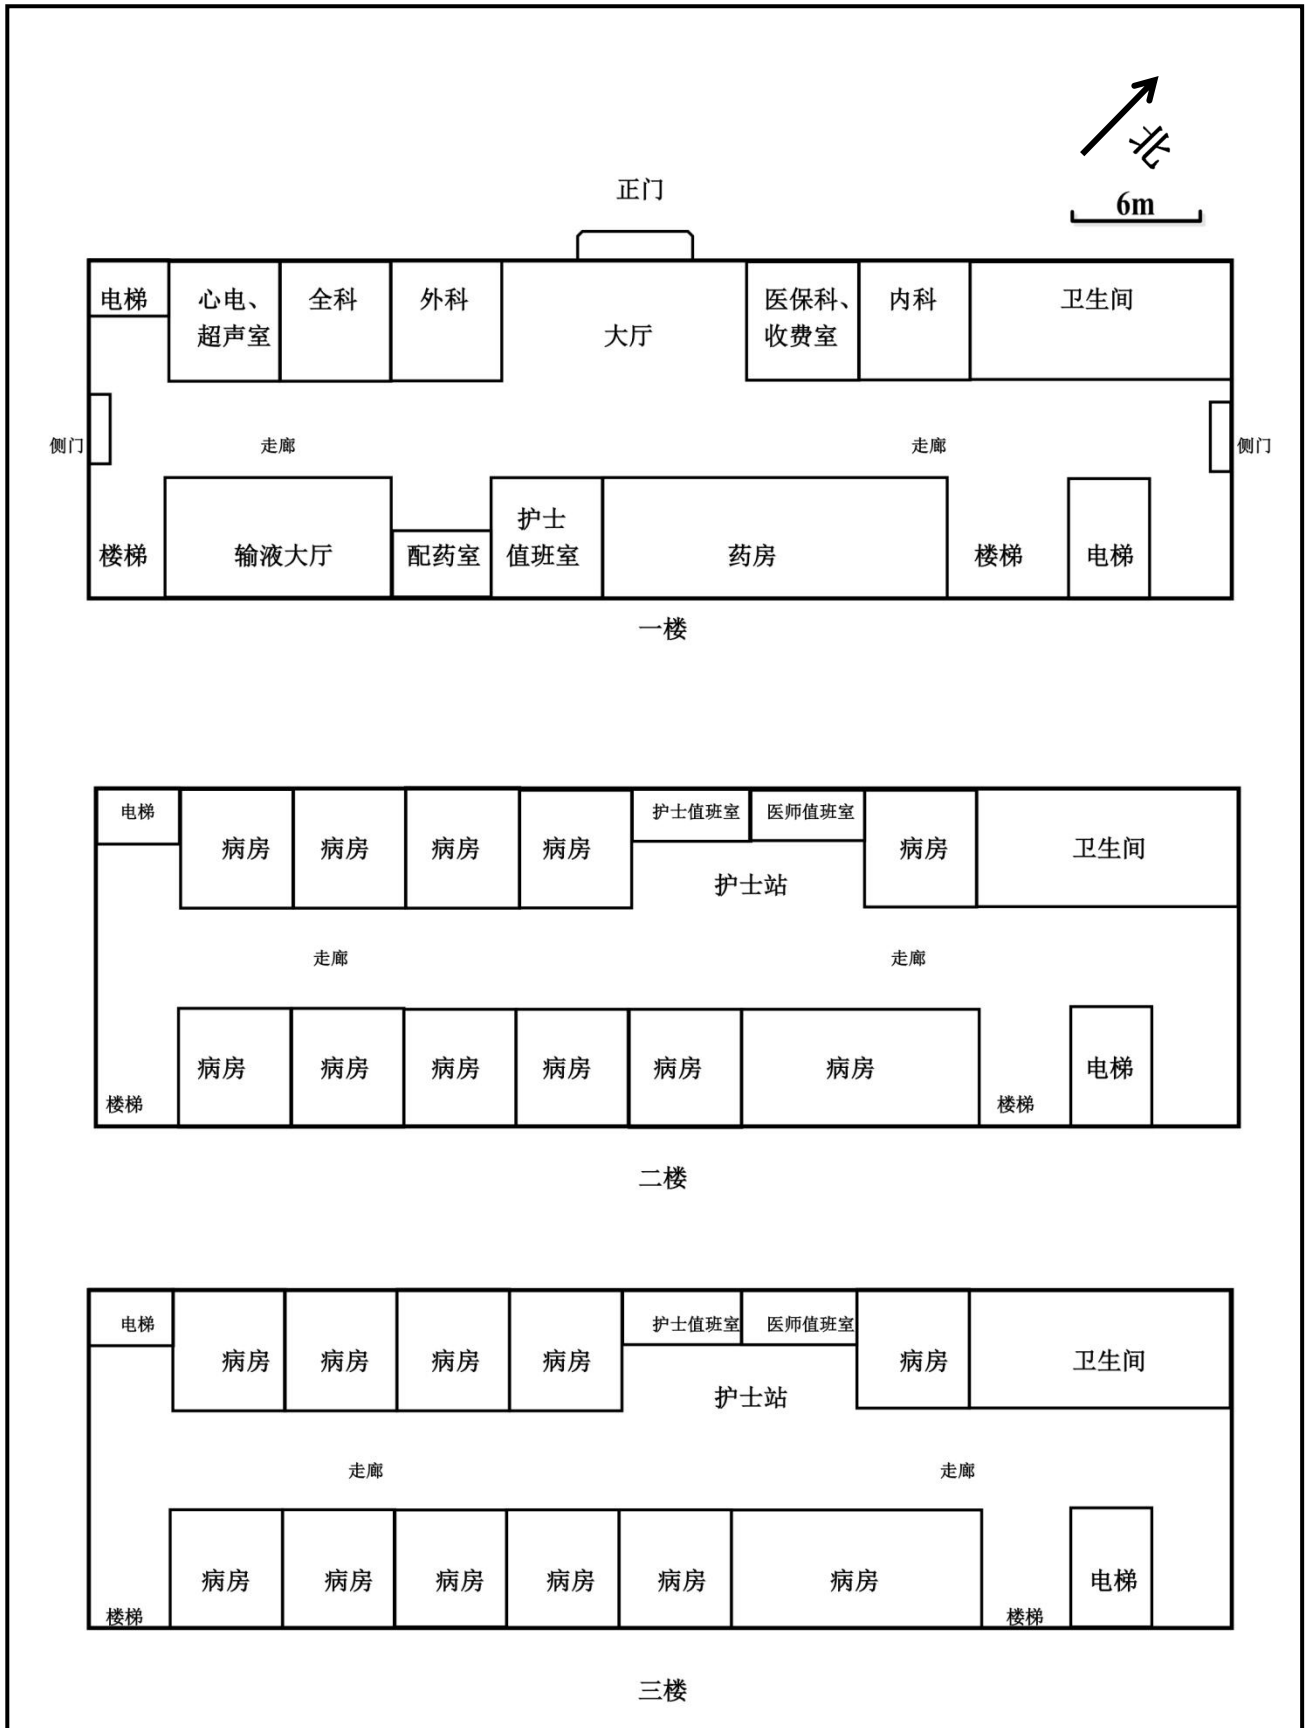 北
6m
正门
电梯
心电、
超声室
全科
外科
大厅
医保科、
收费室
内科
卫生间
侧门
走廊
走廊
侧门
楼梯
输液大厅
配药室
护士
值班室
药房
楼梯
电梯
一楼
电梯
病房
病房
病房
病房
护士值班室
医师值班室
护士站
病房
卫生间
走廊
走廊
楼梯
病房
病房
病房
病房
病房
病房
楼梯
电梯
二楼
电梯
病房
病房
病房
病房
护士值班室
医师值班室
护士站
病房
卫生间
走廊
走廊
楼梯
病房
病房
病房
病房
病房
病房
楼梯
电梯
三楼